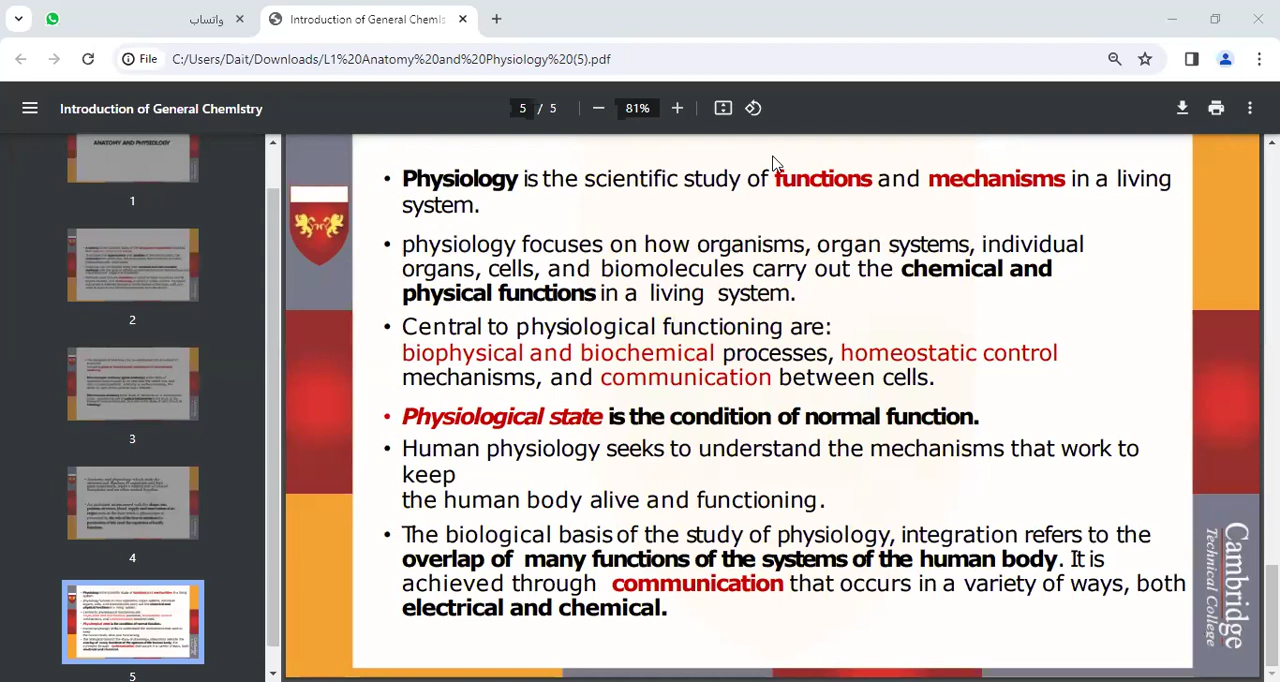 واتساب
Introduction of General Chemis
File
C:/Users/Dait/Downloads/L1%20Anatomy%20and%20Physiology%20(5).pdf
Introduction of General ChemIstry
5 / 5
81%
ANATOMY AND PHYSIOLOGY
1
2
3
4
5
• Physiology is the scientific study of functions and mechanisms in a living
system.
• physiology focuses on how organisms, organ systems, individual
organs, cells, and biomolecules carry out the chemical and
physical functions in a living system.
• Central to physiological functioning are:
biophysical and biochemical processes, homeostatic control
mechanisms, and communication between cells.
• Physiological state is the condition of normal function.
• Human physiology seeks to understand the mechanisms that work to
keep
the human body alive and functioning.
• The biological basis of the study of physiology, integration refers to the
overlap of many functions of the systems of the human body. It is
achieved through communication that occurs in a variety of ways, both
electrical and chemical.
Cambridge
Technical College